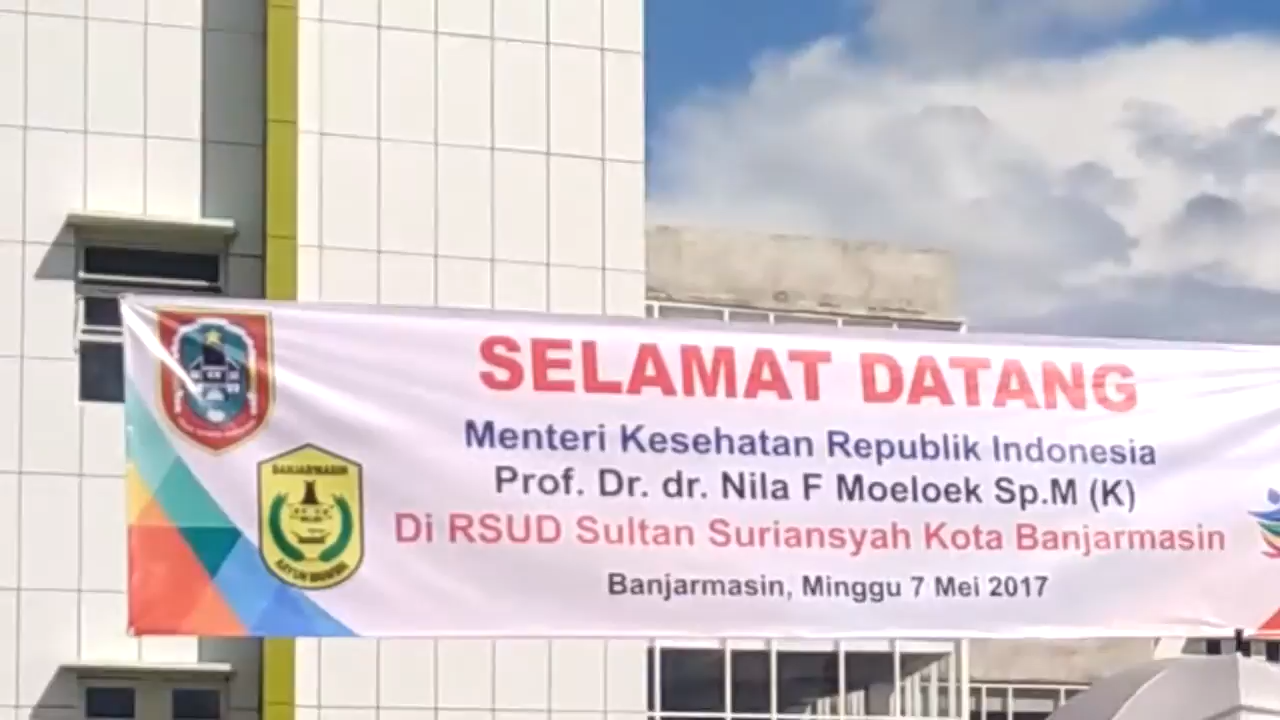 SELAMAT DATANG
Menteri Kesehatan Republik Indonesia
Prof. Dr. dr. Nila F Moeloek Sp.M (K)
Di RSUD Sultan Suriansyah Kota Banjarmasin
Banjarmasin, Minggu 7 Mei 2017
BANJARMASIN